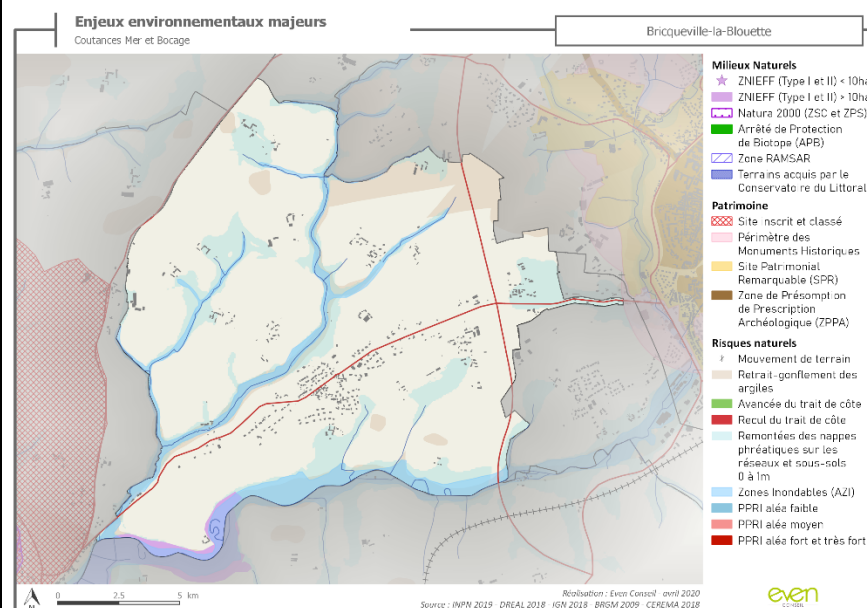 Enjeux environnementaux majeurs
Coutances Mer et Bocage
Bricqueville-la-Blouette
Milieux Naturels
ZNIEFF (Type I et II) < 10ha
ZNIEFF (Type I et II) > 10ha
Natura 2000 (ZSC et ZPS)
Arrêté de Protection
de Biotope (APB)
Zone RAMSAR
Terrains acquis par le
Conservato re du Littoral
Patrimoine
Site inscrit et classé
Périmètre des
Monuments Historiques
Site Patrimonial
Remarquable (SPR)
Zone de Présomption
de Prescription
Archéologique (ZPPA)
Risques naturels
Mouvement de terrain
Retrait-gonflement des
argiles
Avancée du trait de côte
Recul du trait de côte
Remontées des nappes
phréatiques sur les
réseaux et sous-sols
0 à 1m
Zones Inondables (AZI)
PPRI aléa faible
PPRI aléa moyen
PPRI aléa fort et très fort
N
0 2.5 5 km
Réalisation : Even Conseil - avril 2020
Source : INPN 2019 - DREAL 2018 - IGN 2018 - BRGM 2009 - CEREMA 2018
even
CONSEIL